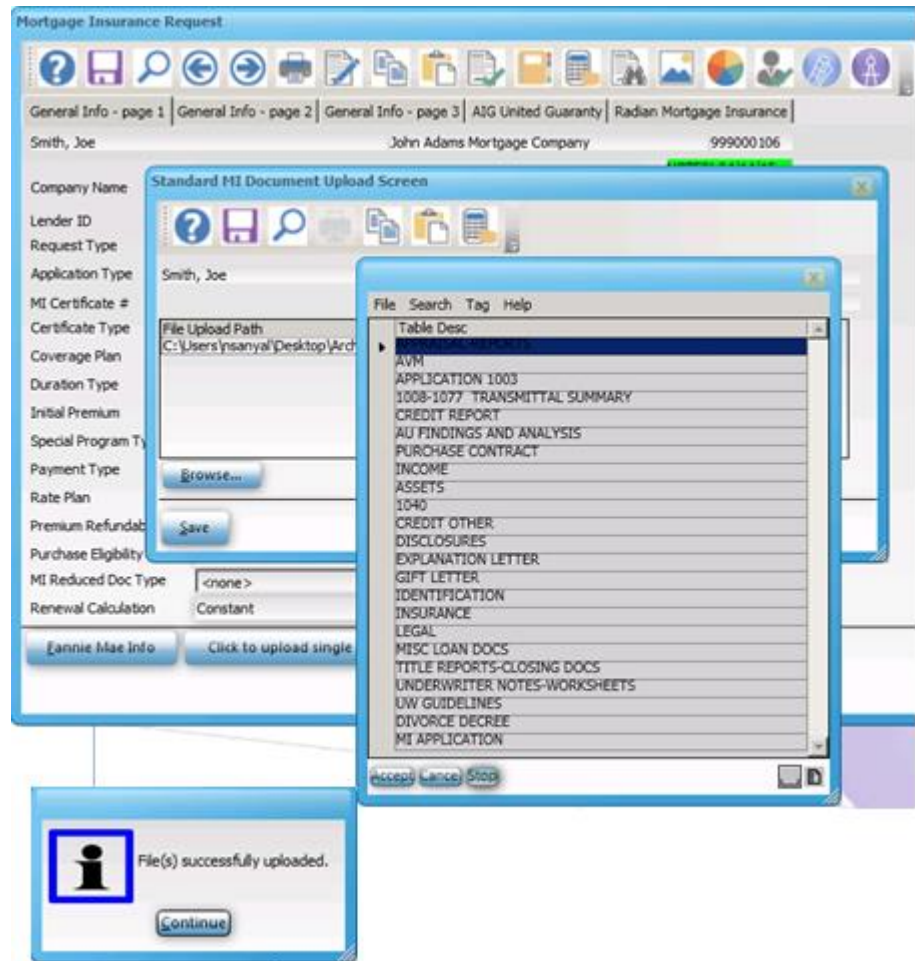 Mortgage Insurance Request
General Info - page 1 General Info - page 2 General Info - page 3 AIG United Guaranty Radian Mortgage Insurance
Smith, Joe John Adams Mortgage Company 999000106
Company Name
Lender ID
Request Type
Application Type
MI Certificate #
Certificate Type
Coverage Plan
Duration Type
Initial Premium
Special Program Ty
Payment Type
Rate Plan
Premium Refundab
Purchase Eligibility
MI Reduced Doc Type <none>
Renewal Calculation Constant
Fannie Mae Info Click to upload single
Standard MI Document Upload Screen
Smith, Joe
File Upload Path
C:\Users\nsanyal\Desktop\Arch
Browse...
Save
File Search Tag Help
Table Desc
APPRAISAL-REPORTS
AVM
APPLICATION 1003
1008-1077 TRANSMITTAL SUMMARY
CREDIT REPORT
AU FINDINGS AND ANALYSIS
PURCHASE CONTRACT
INCOME
ASSETS
1040
CREDIT OTHER
DISCLOSURES
EXPLANATION LETTER
GIFT LETTER
IDENTIFICATION
INSURANCE
LEGAL
MISC LOAN DOCS
TITLE REPORTS-CLOSING DOCS
UNDERWRITER NOTES-WORKSHEETS
UW GUIDELINES
DIVORCE DECREE
MI APPLICATION
Accept Cancel Stop
File(s) successfully uploaded.
Continue